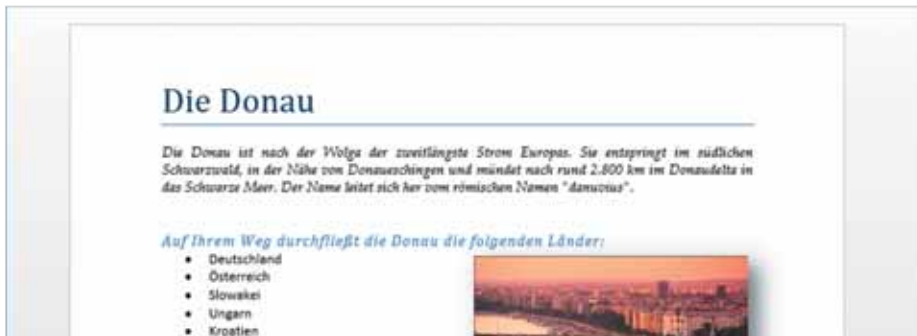 Die Donau
Die Donau ist nach der Wolga der zweitlängste Strom Europas. Sie entspringt im südlichen
Schwarzwald, in der Nähe von Donaueschingen und mündet nach rund 2.800 km im Donaudelta in
das Schwarze Meer. Der Name leitet sich her vom römischen Namen "danuvius".
Auf Ihrem Weg durchfließt die Donau die folgenden Länder:
• Deutschland
• Österreich
• Slowakei
• Ungarn
• Kroatien